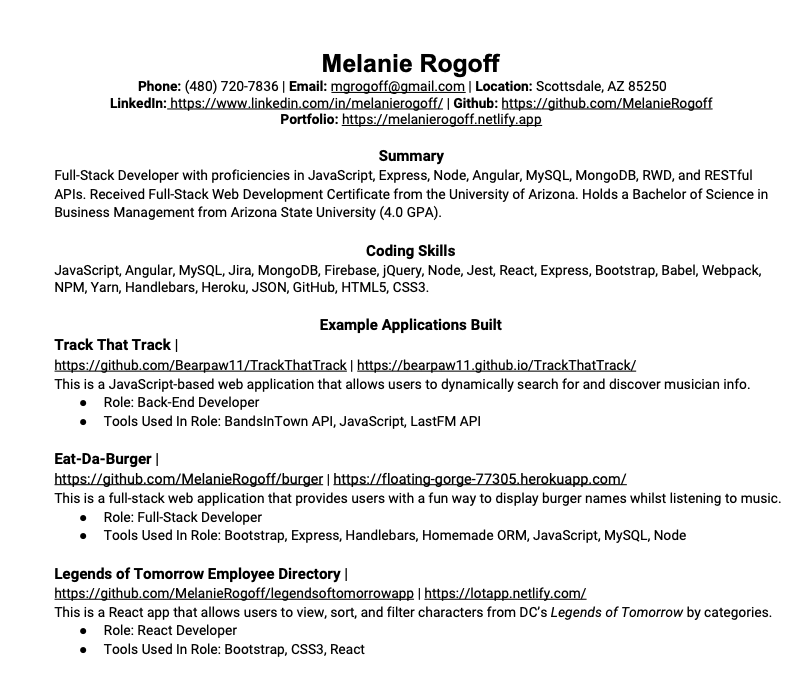 Melanie Rogoff
Phone: (480) 720-7836 | Email: mgrogoff@gmail.com | Location: Scottsdale, AZ 85250
LinkedIn: https://www.linkedin.com/in/melanierogoff/ | Github: https://github.com/MelanieRogoff
Portfolio: https://melanierogoff.netlify.app
Summary
Full-Stack Developer with proficiencies in JavaScript, Express, Node, Angular, MySQL, MongoDB, RWD, and RESTful
APIs. Received Full-Stack Web Development Certificate from the University of Arizona. Holds a Bachelor of Science in
Business Management from Arizona State University (4.0 GPA).
Coding Skills
JavaScript, Angular, MySQL, Jira, MongoDB, Firebase, jQuery, Node, Jest, React, Express, Bootstrap, Babel, Webpack,
NPM, Yarn, Handlebars, Heroku, JSON, GitHub, HTML5, CSS3.
Example Applications Built
Track That Track |
https://github.com/Bearpaw11/TrackThatTrack | https://bearpaw11.github.io/TrackThatTrack/
This is a JavaScript-based web application that allows users to dynamically search for and discover musician info.
● Role: Back-End Developer
● Tools Used In Role: BandsInTown API, JavaScript, LastFM API
Eat-Da-Burger |
https://github.com/MelanieRogoff/burger | https://floating-gorge-77305.herokuapp.com/
This is a full-stack web application that provides users with a fun way to display burger names whilst listening to music.
● Role: Full-Stack Developer
● Tools Used In Role: Bootstrap, Express, Handlebars, Homemade ORM, JavaScript, MySQL, Node
Legends of Tomorrow Employee Directory |
https://github.com/MelanieRogoff/legendsoftomorrowapp | https://lotapp.netlify.com/
This is a React app that allows users to view, sort, and filter characters from DC’s Legends of Tomorrow by categories.
● Role: React Developer
● Tools Used In Role: Bootstrap, CSS3, React